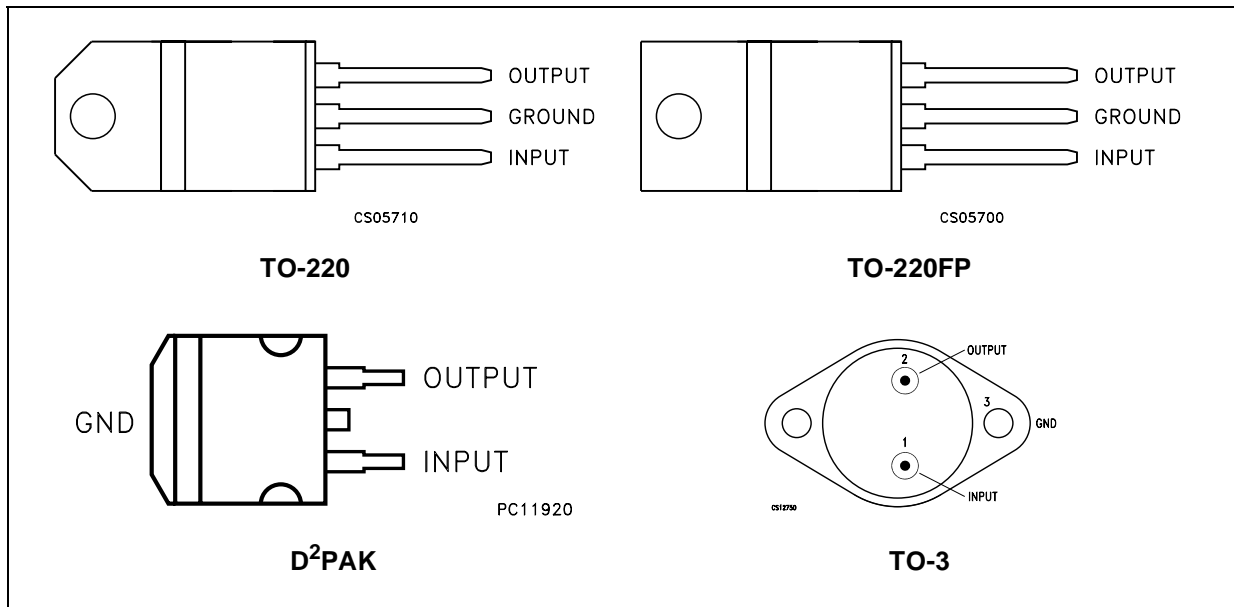 OUTPUT
GROUND
INPUT
CS05710
TO-220
OUTPUT
GROUND
INPUT
CS05700
TO-220FP
GND
OUTPUT
INPUT
PC11920
D²PAK
2
OUTPUT
3
GND
1
INPUT
CS12750
TO-3